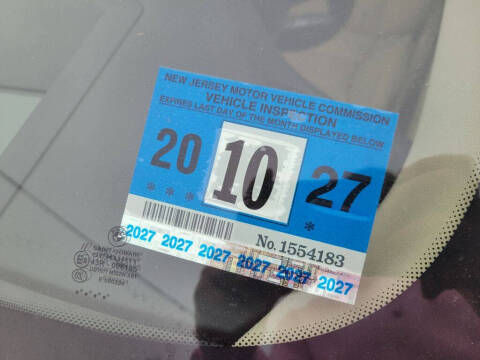 NEW JERSEY MOTOR VEHICLE COMMISSION
VEHICLE INSPECTION
EXPIRES LAST DAY OF THE MONTH DISPLAYED BELOW
20 10 27
* * * * *
No. 1554183
2027 2027 2027 2027 2027 2027